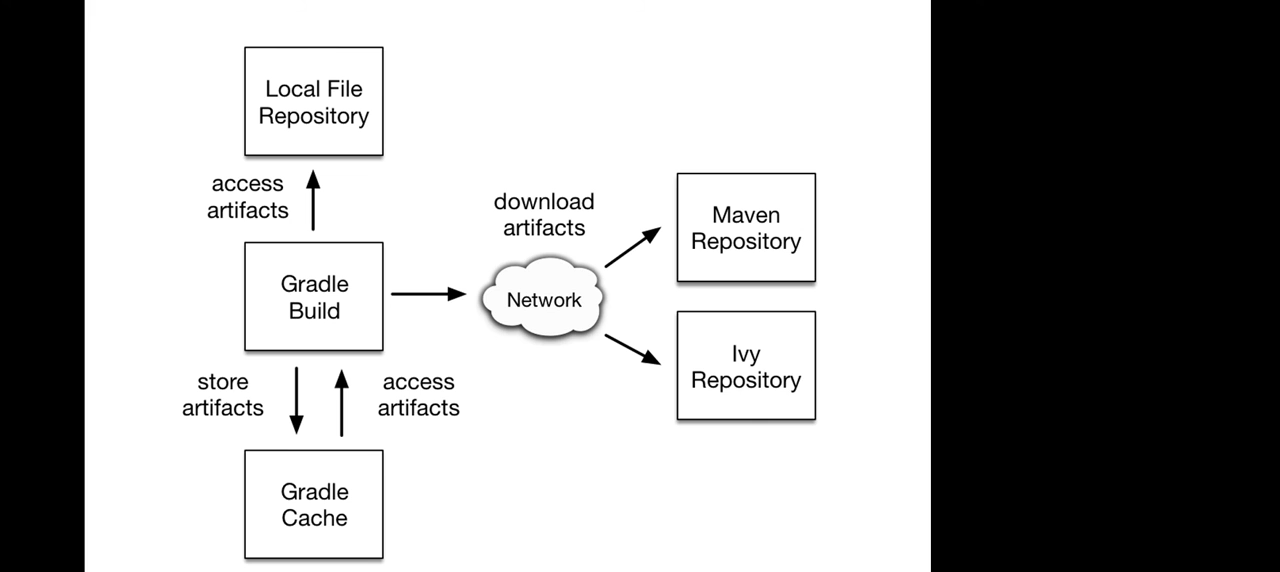 Local File
Repository
access
artifacts
download
artifacts
Maven
Repository
Gradle
Build
Network
Ivy
Repository
store
artifacts
access
artifacts
Gradle
Cache